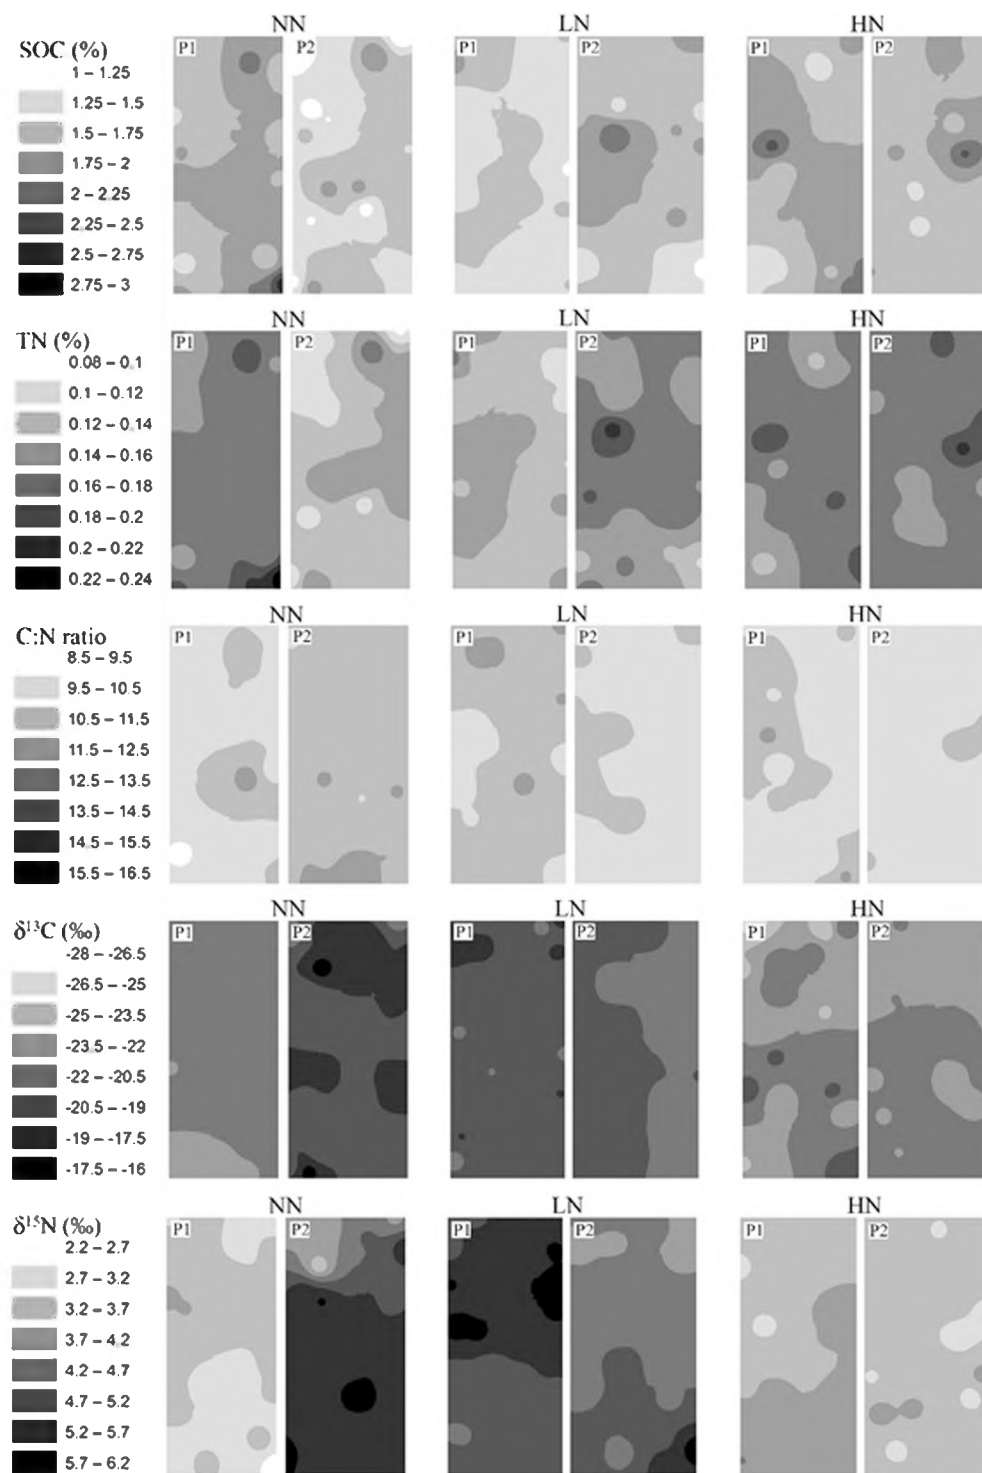 NN LN HN
SOC (%) P1 P2 P1 P2 P1 P2
1 – 1.25
1.25 – 1.5
1.5 – 1.75
1.75 – 2
2 – 2.25
2.25 – 2.5
2.5 – 2.75
2.75 – 3
NN LN HN
TN (%) P1 P2 P1 P2 P1 P2
0.08 – 0.1
0.1 – 0.12
0.12 – 0.14
0.14 – 0.16
0.16 – 0.18
0.18 – 0.2
0.2 – 0.22
0.22 – 0.24
NN LN HN
C:N ratio P1 P2 P1 P2 P1 P2
8.5 – 9.5
9.5 – 10.5
10.5 – 11.5
11.5 – 12.5
12.5 – 13.5
13.5 – 14.5
14.5 – 15.5
15.5 – 16.5
NN LN HN
δ¹³C (‰) P1 P2 P1 P2 P1 P2
-28 – -26.5
-26.5 – -25
-25 – -23.5
-23.5 – -22
-22 – -20.5
-20.5 – -19
-19 – -17.5
-17.5 – -16
NN LN HN
δ¹⁵N (‰) P1 P2 P1 P2 P1 P2
2.2 – 2.7
2.7 – 3.2
3.2 – 3.7
3.7 – 4.2
4.2 – 4.7
4.7 – 5.2
5.2 – 5.7
5.7 – 6.2